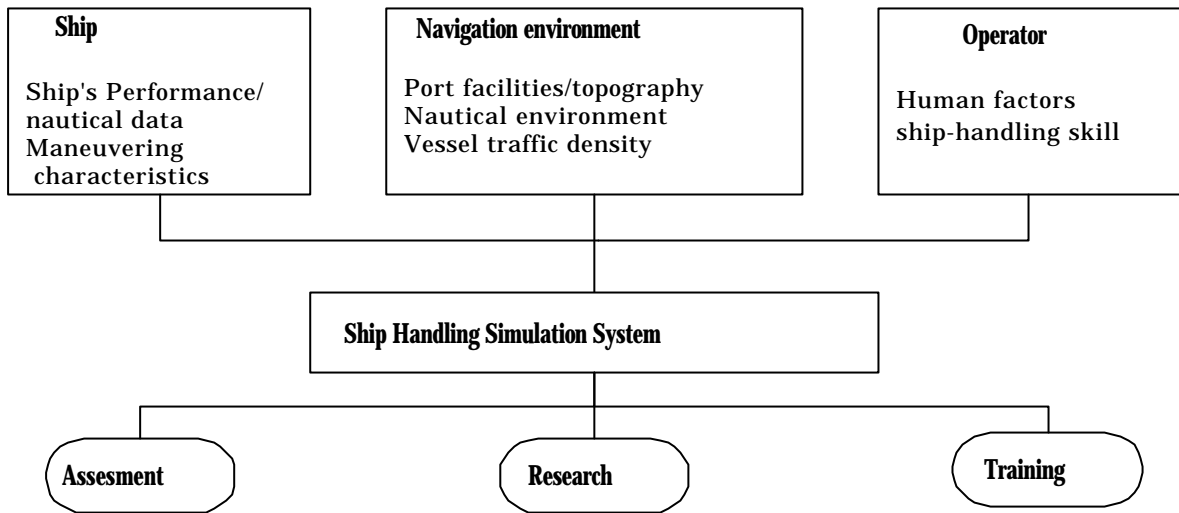 Ship
Ship's Performance/
nautical data
Maneuvering
characteristics
Navigation environment
Port facilities/topography
Nautical environment
Vessel traffic density
Operator
Human factors
ship-handling skill
Ship Handling Simulation System
Assesment
Research
Training